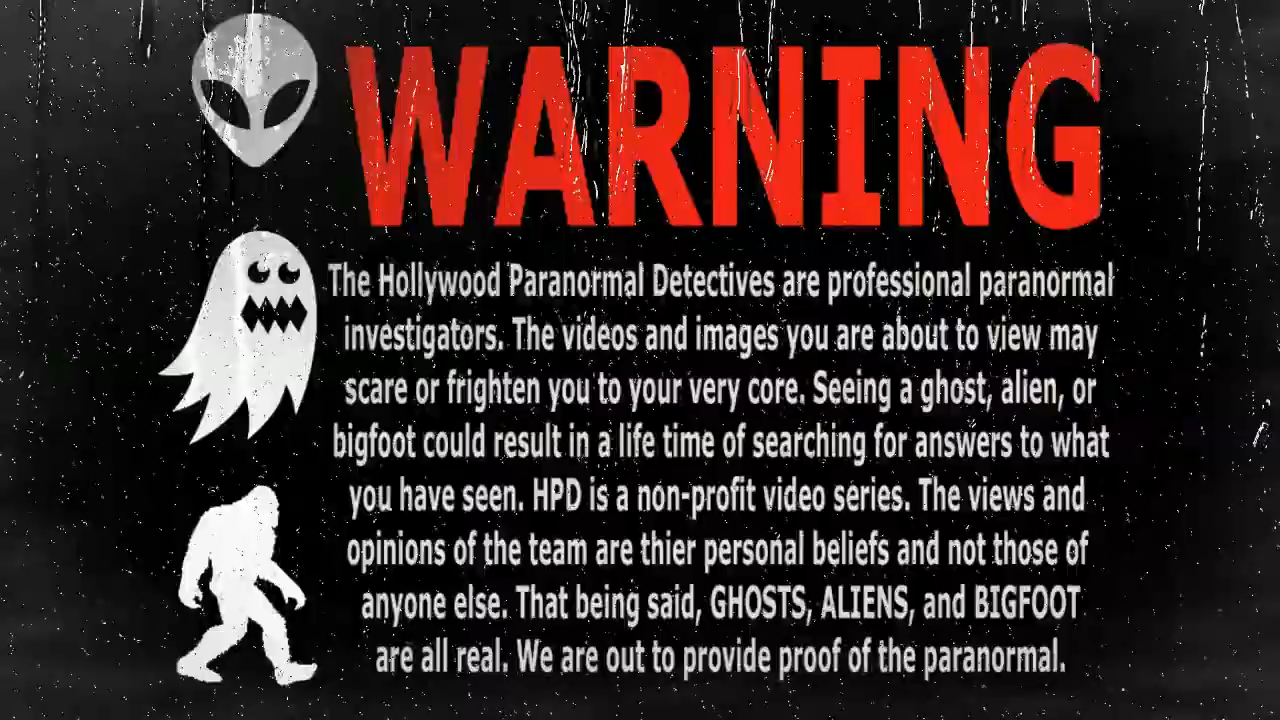 WARNING
The Hollywood Paranormal Detectives are professional paranormal
investigators. The videos and images you are about to view may
scare or frighten you to your very core. Seeing a ghost, alien, or
bigfoot could result in a life time of searching for answers to what
you have seen. HPD is a non-profit video series. The views and
opinions of the team are thier personal beliefs and not those of
anyone else. That being said, GHOSTS, ALIENS, and BIGFOOT
are all real. We are out to provide proof of the paranormal.